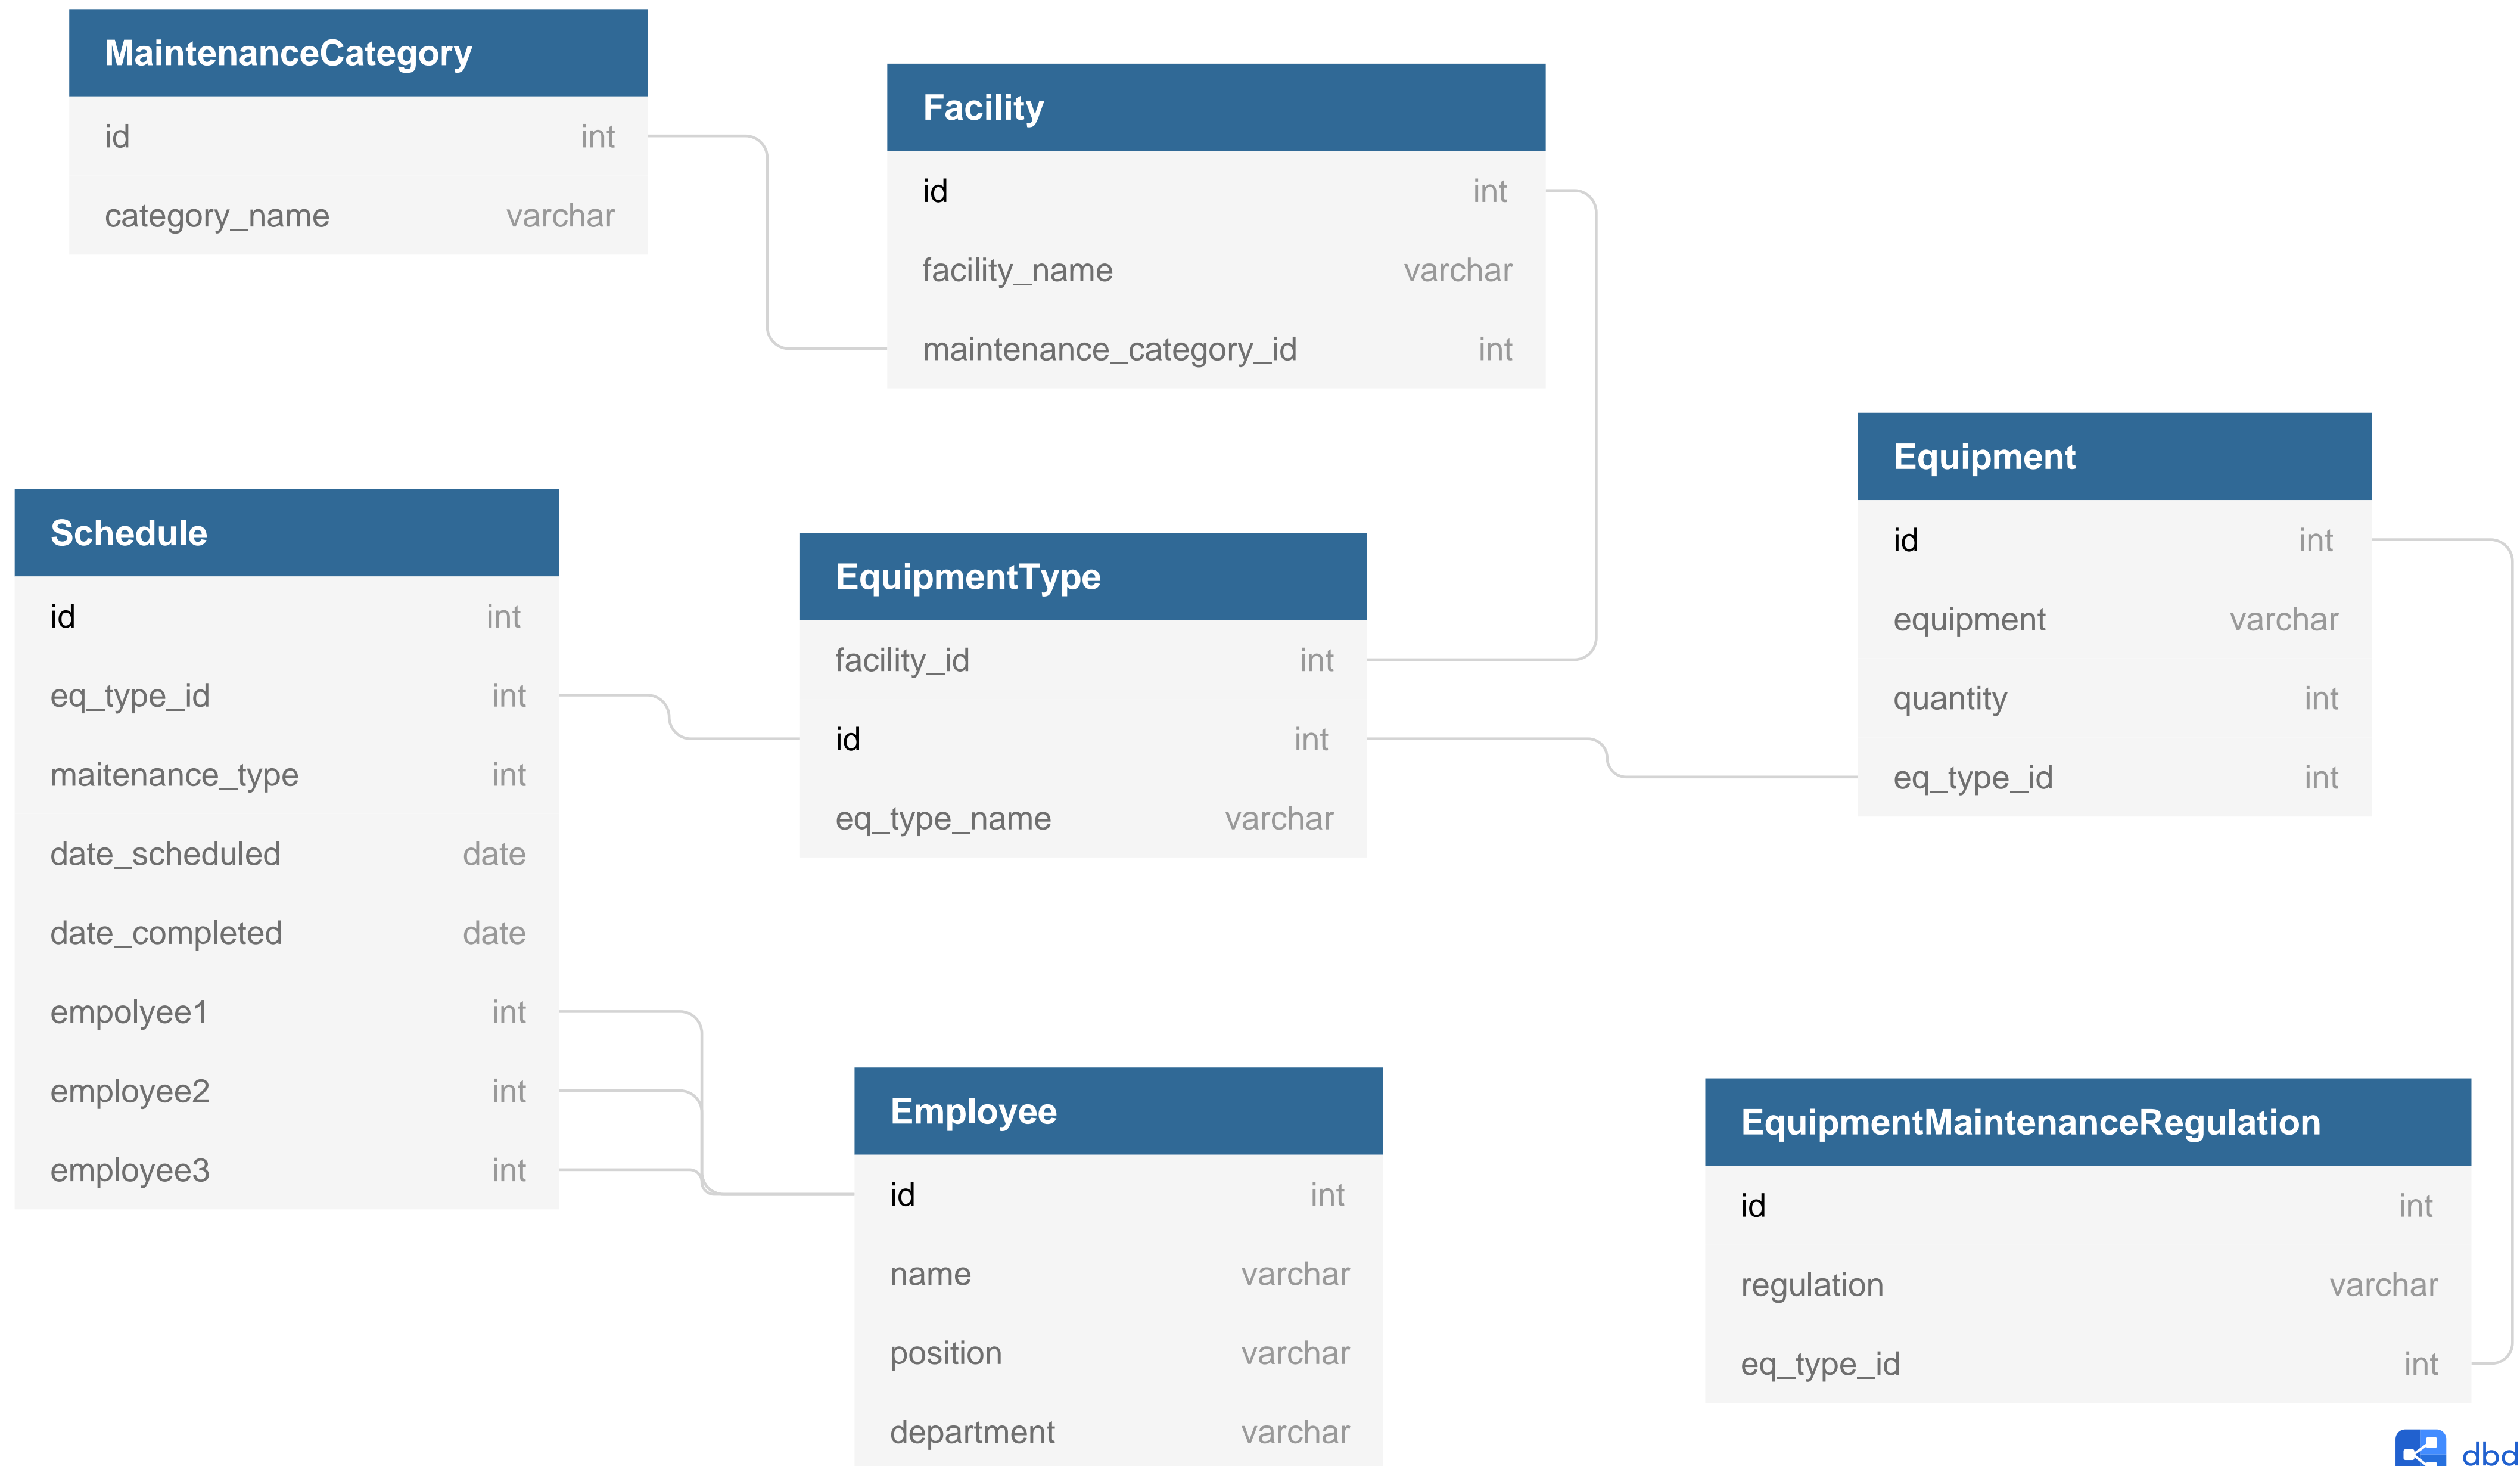 MaintenanceCategory
id int
category_name varchar
Facility
id int
facility_name varchar
maintenance_category_id int
Equipment
id int
equipment varchar
quantity int
eq_type_id int
Schedule
id int
eq_type_id int
maitenance_type int
date_scheduled date
date_completed date
empolyee1 int
employee2 int
employee3 int
EquipmentType
facility_id int
id int
eq_type_name varchar
Employee
id int
name varchar
position varchar
department varchar
EquipmentMaintenanceRegulation
id int
regulation varchar
eq_type_id int
dbd